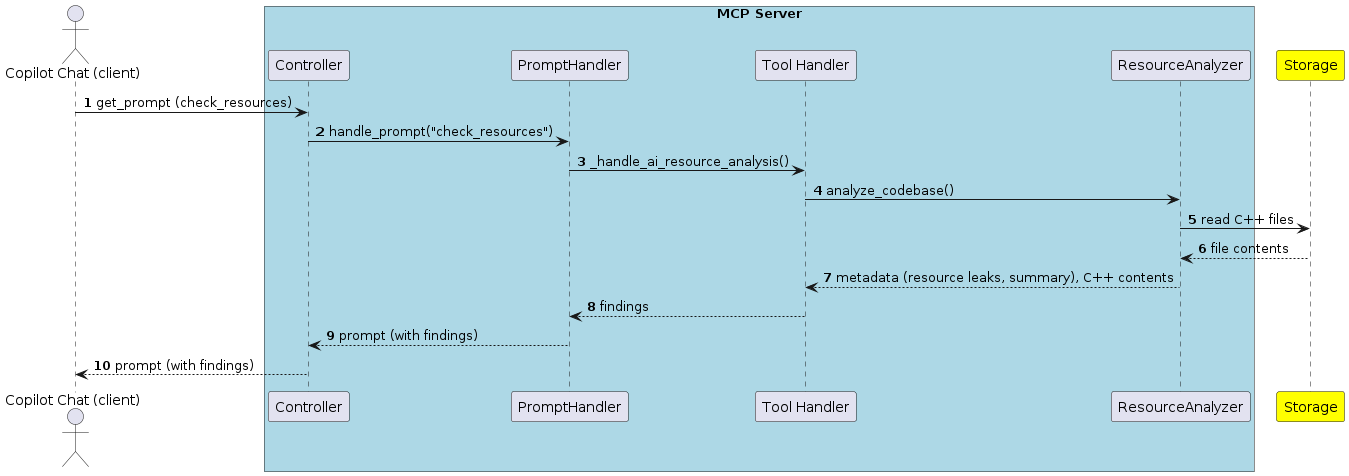 MCP Server
Copilot Chat (client)
Controller
PromptHandler
Tool Handler
ResourceAnalyzer
Storage
1 get_prompt (check_resources)
2 handle_prompt("check_resources")
3 _handle_ai_resource_analysis()
4 analyze_codebase()
5 read C++ files
6 file contents
7 metadata (resource leaks, summary), C++ contents
8 findings
9 prompt (with findings)
10 prompt (with findings)
Copilot Chat (client)
Controller
PromptHandler
Tool Handler
ResourceAnalyzer
Storage